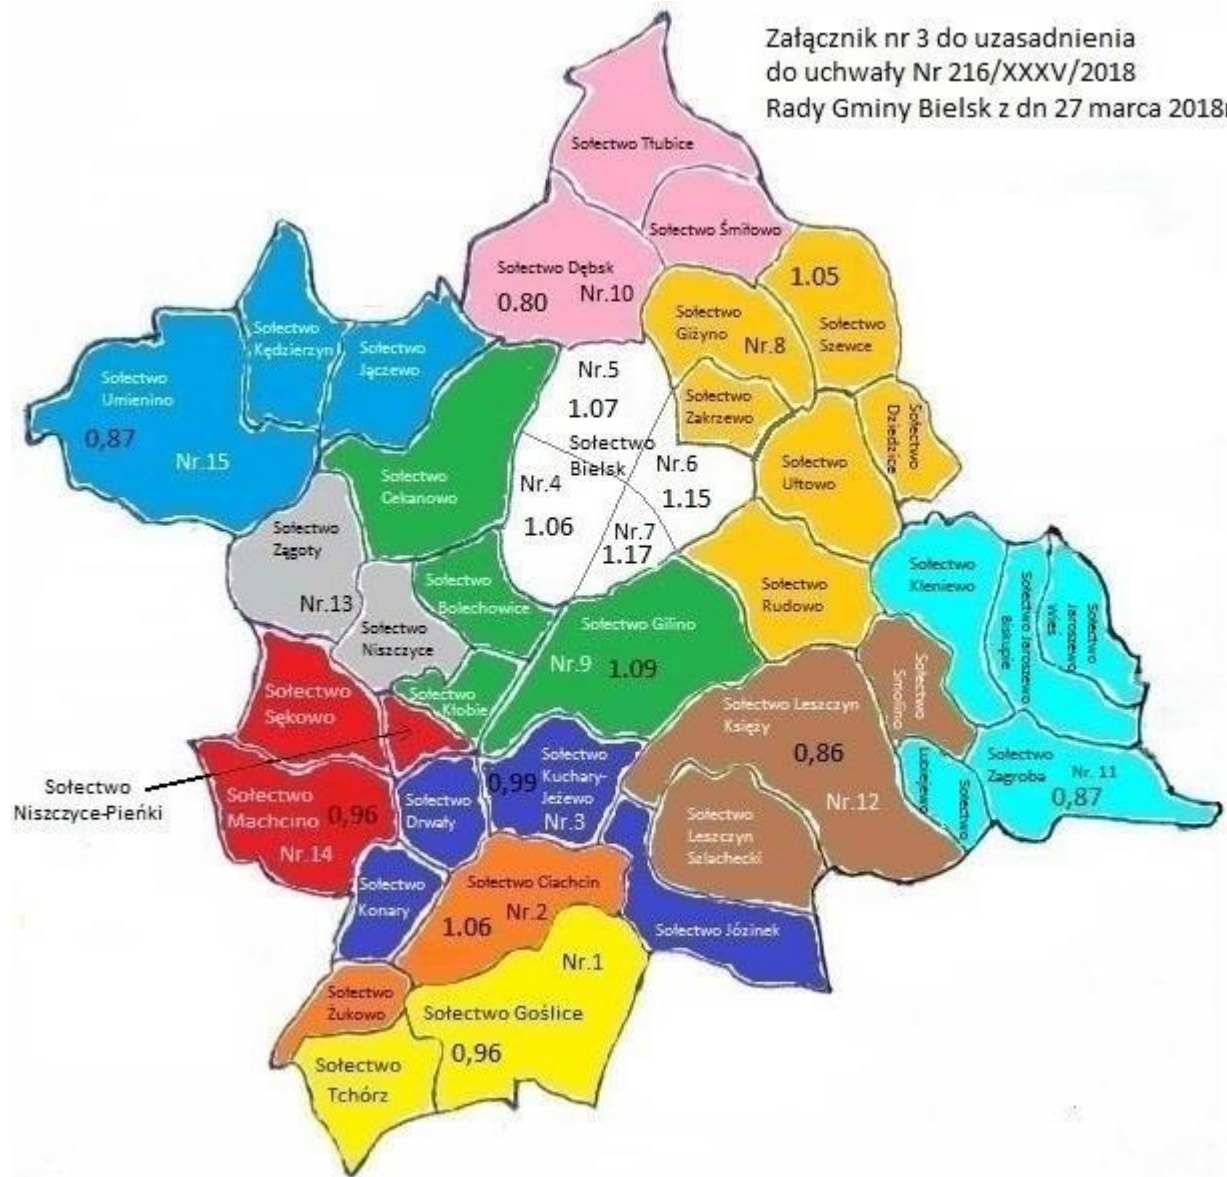 Załącznik nr 3 do uzasadnienia
do uchwały Nr 216/XXXV/2018
Rady Gminy Bielsk z dn 27 marca 2018r
Sołectwo Tłubice
Sołectwo Śmiłowo
Sołectwo Dębsk
0.80 Nr.10
1.05
Sołectwo
Szewce
Sołectwo
Giżyno
Nr.8
Sołectwo
Zakrzewo
Sołectwo
Dziedzice
Sołectwo
Ułtowo
Sołectwo
Rudowo
Sołectwo
Kędzierzyn
Sołectwo
Jączewo
Sołectwo
Umienino
0,87
Nr.15
Nr.5
1.07
Sołectwo
Bielsk
Nr.4
1.06
Nr.6
1.15
Nr.7
1.17
Sołectwo
Cekanowo
Sołectwo
Bolechowice
Sołectwo Gilino
Nr.9 1.09
Sołectwo
Kłobie
Sołectwo
Zągoty
Nr.13
Sołectwo
Niszczyce
Sołectwo
Kleniewo
Sołectwo Jaroszewo
Biskupie
Sołectwo
Jaroszewo
Wieś
Sołectwo
Zagroba
Nr. 11
0,87
Sołectwo
Lubiejewo
Sołectwo
Smolino
Sołectwo Leszczyn
Księży
0,86
Nr.12
Sołectwo
Leszczyn
Szlachecki
Sołectwo
Sękowo
Sołectwo
Niszczyce-Pieńki
Sołectwo
Machcino 0,96
Nr.14
0,99
Sołectwo
Kuchary-
Jeżewo
Nr.3
Sołectwo
Drwały
Sołectwo
Konary
Sołectwo Józinek
Sołectwo Ciachcin
Nr.2
1.06
Sołectwo
Żukowo
Nr.1
Sołectwo Goślice
0,96
Sołectwo
Tchórz